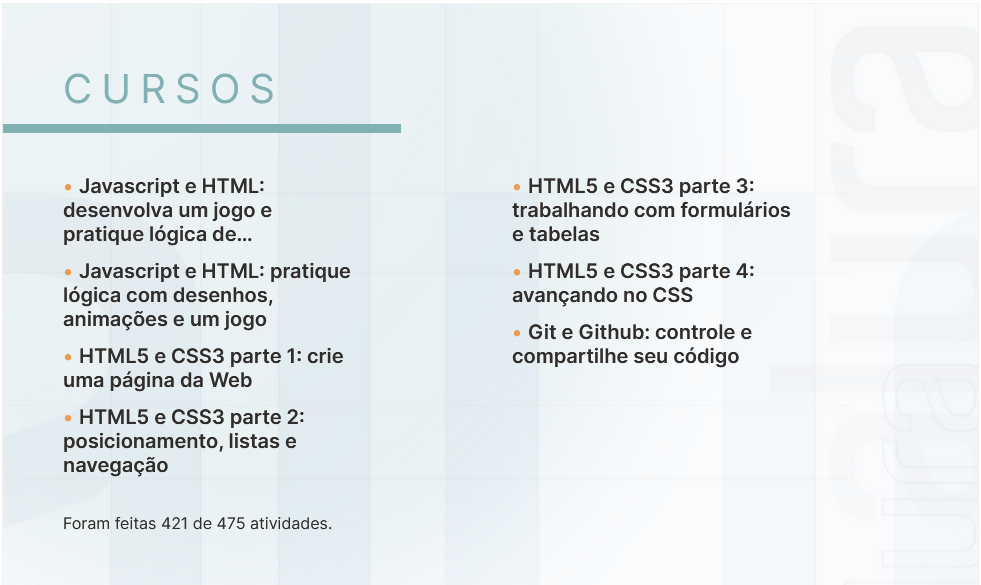 CURSOS
• Javascript e HTML:
desenvolva um jogo e
pratique lógica de...
• Javascript e HTML: pratique
lógica com desenhos,
animações e um jogo
• HTML5 e CSS3 parte 1: crie
uma página da Web
• HTML5 e CSS3 parte 2:
posicionamento, listas e
navegação
• HTML5 e CSS3 parte 3:
trabalhando com formulários
e tabelas
• HTML5 e CSS3 parte 4:
avançando no CSS
• Git e Github: controle e
compartilhe seu código
Foram feitas 421 de 475 atividades.